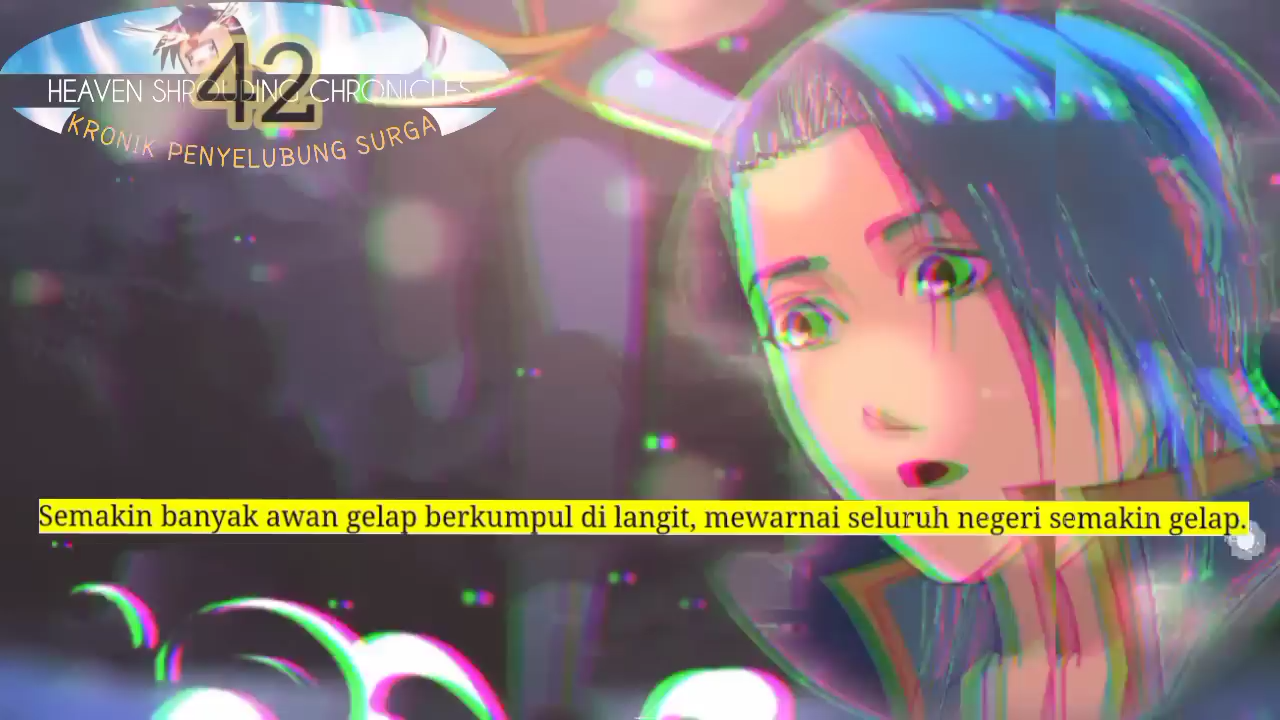 42
HEAVEN SHROUDING CHRONICLES
KRONIK PENYELUBUNG SURGA
Semakin banyak awan gelap berkumpul di langit, mewarnai seluruh negeri semakin gelap.